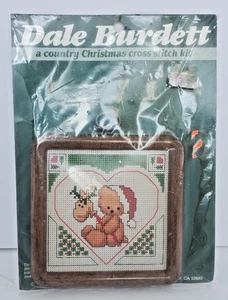 Dale Burdett
a country Christmas cross stitch kit